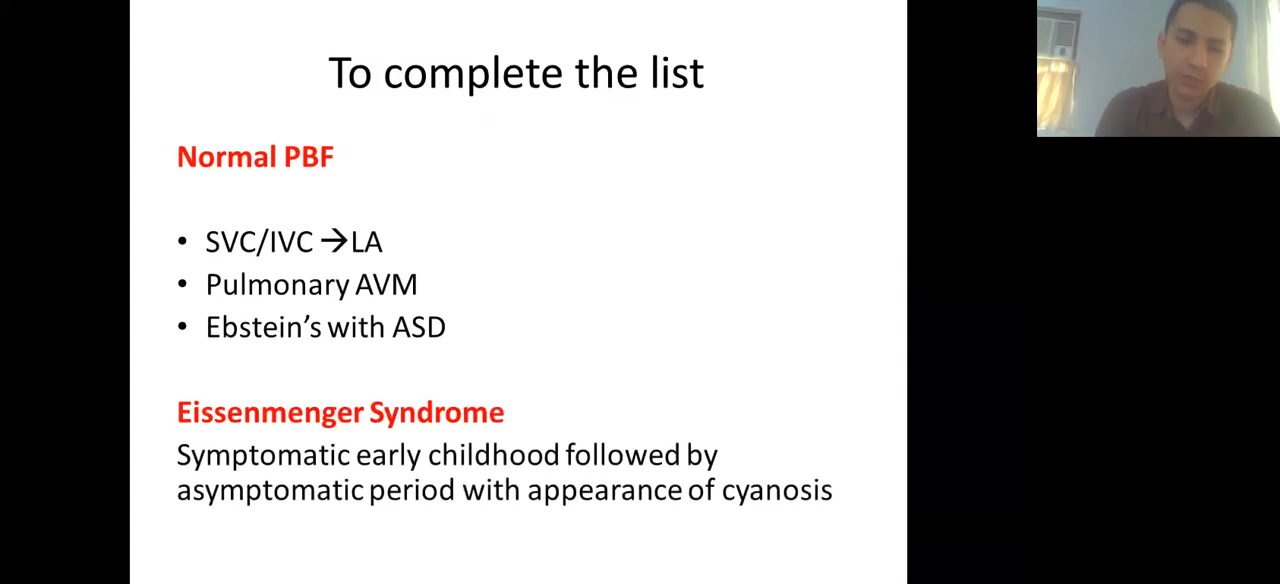 To complete the list
Normal PBF
• SVC/IVC →LA
• Pulmonary AVM
• Ebstein’s with ASD
Eissenmenger Syndrome
Symptomatic early childhood followed by
asymptomatic period with appearance of cyanosis